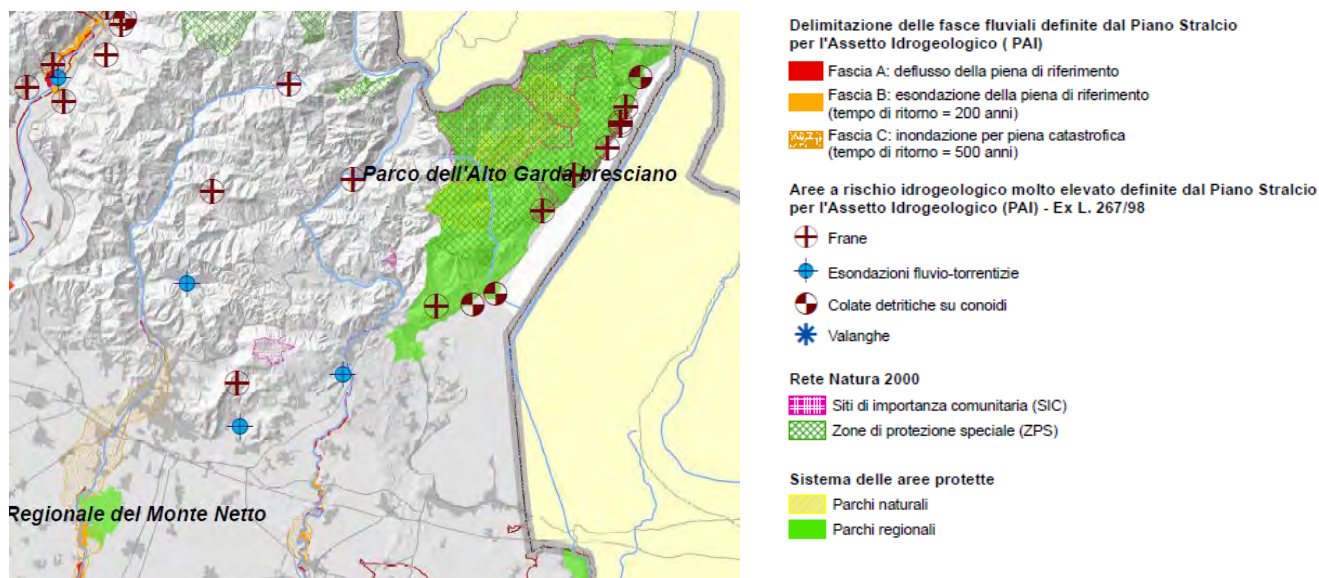 Parco dell'Alto Garda bresciano
Regionale del Monte Netto
Delimitazione delle fasce fluviali definite dal Piano Stralcio
per l'Assetto Idrogeologico ( PAI)
Fascia A: deflusso della piena di riferimento
Fascia B: esondazione della piena di riferimento
(tempo di ritorno = 200 anni)
Fascia C: inondazione per piena catastrofica
(tempo di ritorno = 500 anni)
Aree a rischio idrogeologico molto elevato definite dal Piano Stralcio
per l'Assetto Idrogeologico (PAI) - Ex L. 267/98
Frane
Esondazioni fluvio-torrentizie
Colate detritiche su conoidi
Valanghe
Rete Natura 2000
Siti di importanza comunitaria (SIC)
Zone di protezione speciale (ZPS)
Sistema delle aree protette
Parchi naturali
Parchi regionali